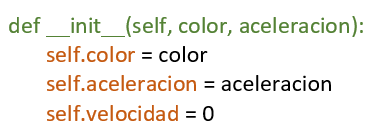 def __init__(self, color, aceleracion):
self.color = color
self.aceleracion = aceleracion
self.velocidad = 0